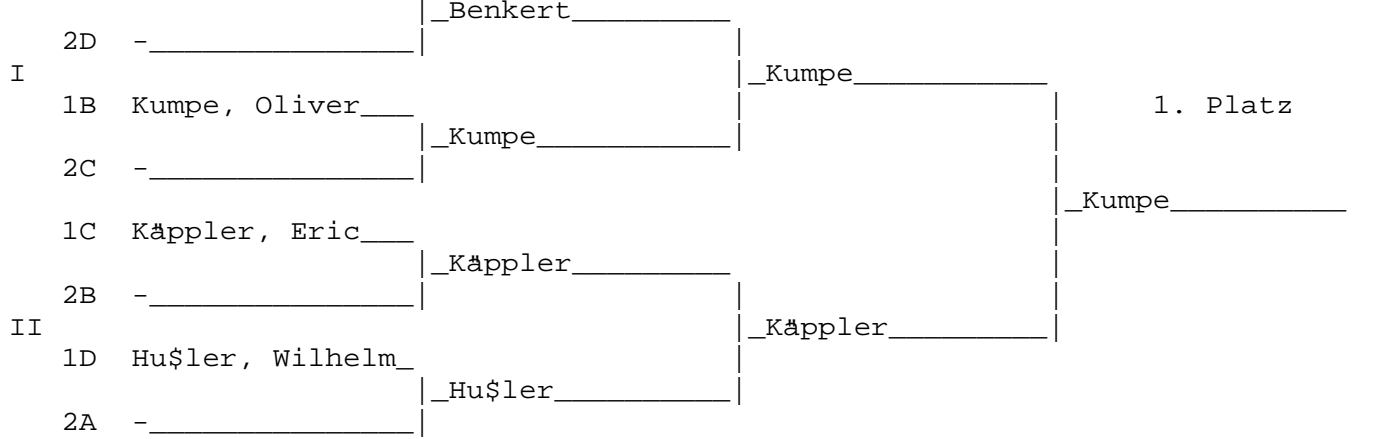 |_Benkert_________
2D -_______________| |
I |_Kumpe___________
1B Kumpe, Oliver___ | | 1. Platz
|_Kumpe___________| |
2C -_______________| |
|_Kumpe__________
1C Käppler, Eric___ |
|_Käppler_________ |
2B -_______________| | |
II |_Käppler_________|
1D Hu$ler, Wilhelm_ |
|_Hu$ler__________|
2A -_______________|